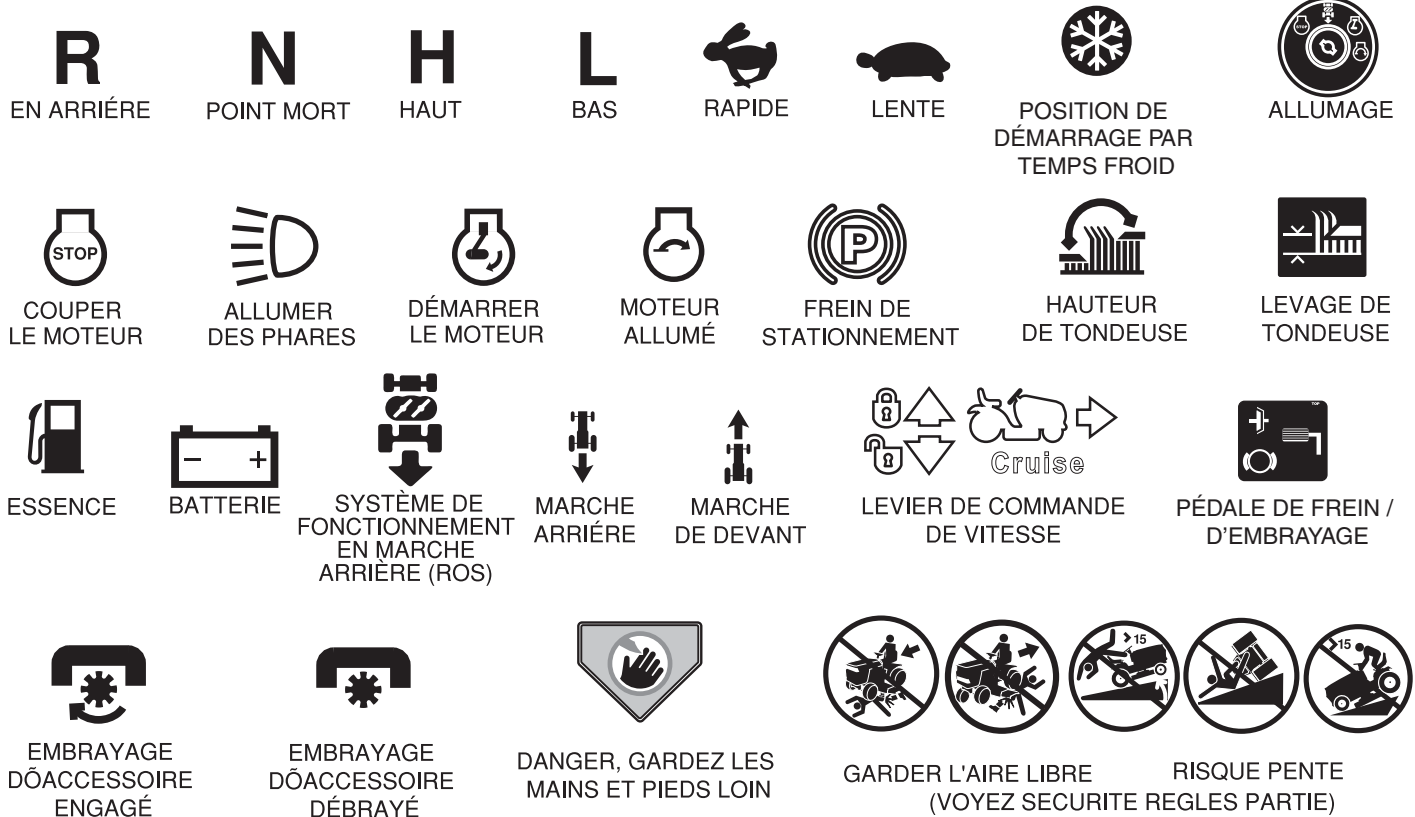 R
N
H
L
EN ARRIÉRE
POINT MORT
HAUT
BAS
RAPIDE
LENTE
POSITION DE
DÉMARRAGE PAR
TEMPS FROID
STOP
ALLUMAGE
STOP
COUPER
LE MOTEUR
ALLUMER
DES PHARES
DÉMARRER
LE MOTEUR
MOTEUR
ALLUMÉ
P
FREIN DE
STATIONNEMENT
HAUTEUR
DE TONDEUSE
LEVAGE DE
TONDEUSE
ESSENCE
- +
BATTERIE
SYSTÈME DE
FONCTIONNEMENT
EN MARCHE
ARRIÈRE (ROS)
MARCHE
ARRIÉRE
MARCHE
DE DEVANT
Cruise
LEVIER DE COMMANDE
DE VITESSE
TOP
PÉDALE DE FREIN /
D'EMBRAYAGE
EMBRAYAGE
DÕACCESSOIRE
ENGAGÉ
EMBRAYAGE
DÕACCESSOIRE
DÉBRAYÉ
DANGER, GARDEZ LES
MAINS ET PIEDS LOIN
15
15
GARDER L'AIRE LIBRE
RISQUE PENTE
(VOYEZ SECURITE REGLES PARTIE)